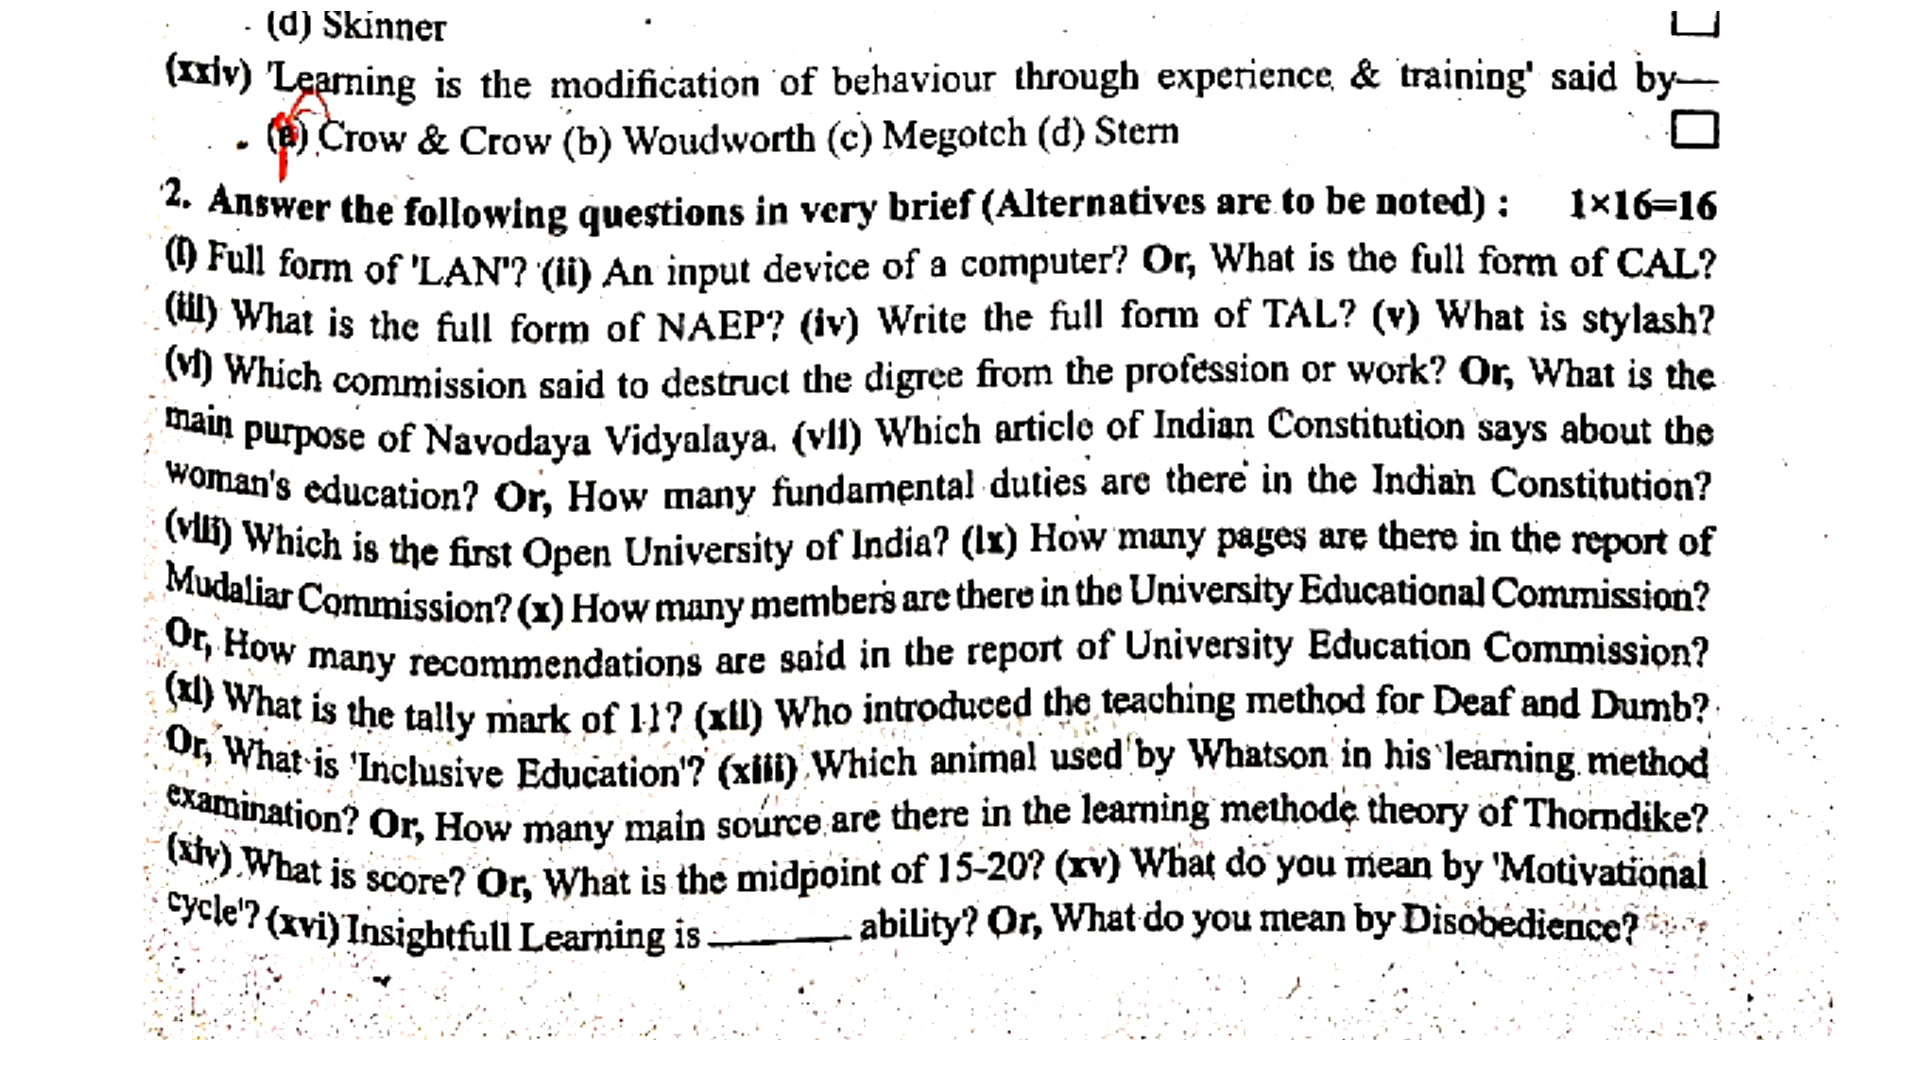 (d) Skinner
(xxiv) 'Learning is the modification of behaviour through experience & training' said by—
(a) Crow & Crow (b) Woudworth (c) Megotch (d) Stern
2. Answer the following questions in very brief (Alternatives are to be noted) : 1×16=16
(i) Full form of 'LAN'? (ii) An input device of a computer? Or, What is the full form of CAL?
(iii) What is the full form of NAEP? (iv) Write the full form of TAL? (v) What is stylash?
(vi) Which commission said to destruct the digree from the profession or work? Or, What is the
main purpose of Navodaya Vidyalaya. (vii) Which article of Indian Constitution says about the
woman's education? Or, How many fundamental duties are there in the Indian Constitution?
(viii) Which is the first Open University of India? (ix) How many pages are there in the report of
Mudaliar Commission? (x) How many members are there in the University Educational Commission?
Or, How many recommendations are said in the report of University Education Commission?
(xi) What is the tally mark of 11? (xii) Who introduced the teaching method for Deaf and Dumb?
Or, What is 'Inclusive Education'? (xiii) Which animal used by Whatson in his learning method
examination? Or, How many main source are there in the learning methode theory of Thorndike?
(xiv) What is score? Or, What is the midpoint of 15-20? (xv) What do you mean by 'Motivational
cycle'? (xvi) Insightfull Learning is ______ ability? Or, What do you mean by Disobedience?